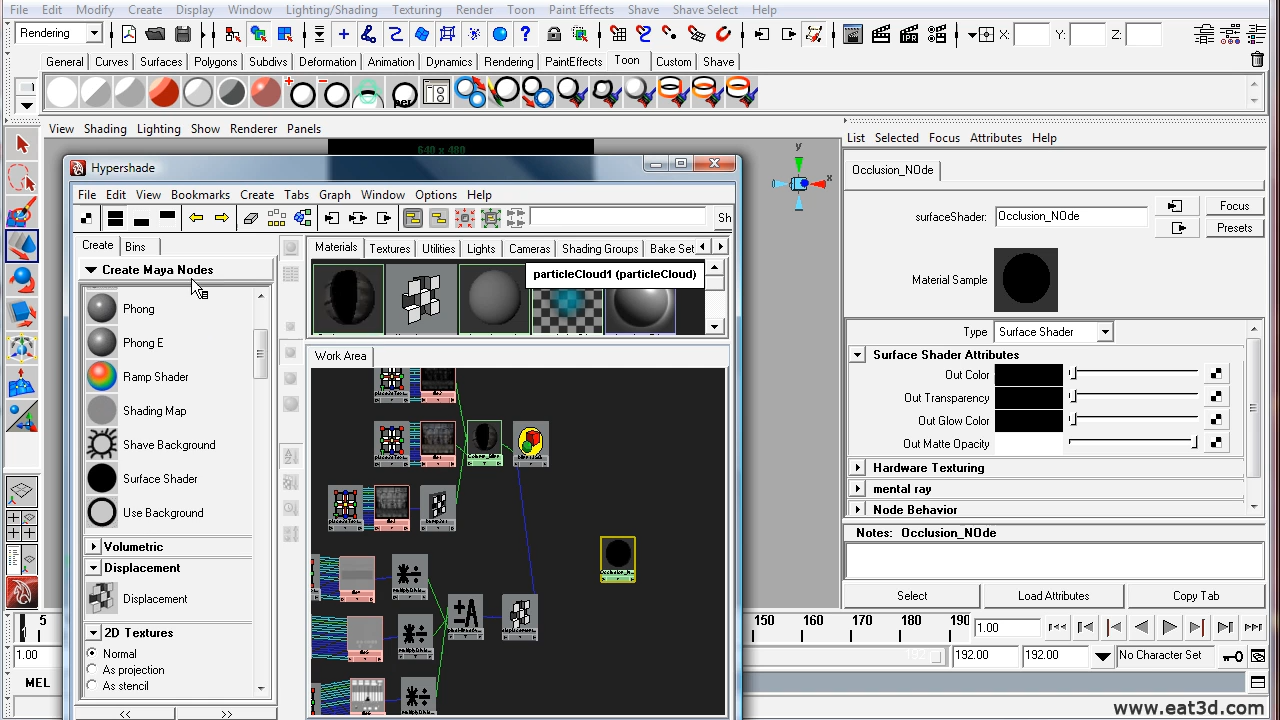 File Edit Modify Create Display Window Lighting/Shading Texturing Render Toon Paint Effects Shave Shave Select Help
Rendering X: Y: Z:
General Curves Surfaces Polygons Subdivs Deformation Animation Dynamics Rendering PaintEffects Toon Custom Shave
per
View Shading Lighting Show Renderer Panels
List Selected Focus Attributes Help
640 x 480
y
x
Hypershade
Occlusion_NOde
File Edit View Bookmarks Create Tabs Graph Window Options Help
surfaceShader: Occlusion_NOde Focus
Presets
Sh
Create Bins
Materials Textures Utilities Lights Cameras Shading Groups Bake Set
Create Maya Nodes
particleCloud1 (particleCloud)
Material Sample
Phong
Phong E
Ramp Shader
Shading Map
Shave Background
Surface Shader
Use Background
Volumetric
Displacement
Displacement
2D Textures
Normal
As projection
As stencil
<< >>
Work Area
+A
Type Surface Shader
Surface Shader Attributes
Out Color
Out Transparency
Out Glow Color
Out Matte Opacity
Hardware Texturing
mental ray
Node Behavior
Notes: Occlusion_NOde
Select Load Attributes Copy Tab
5 150 160 170 180 190 1.00
1.00 192.00 192.00 No Character Set
MEL
www.eat3d.com